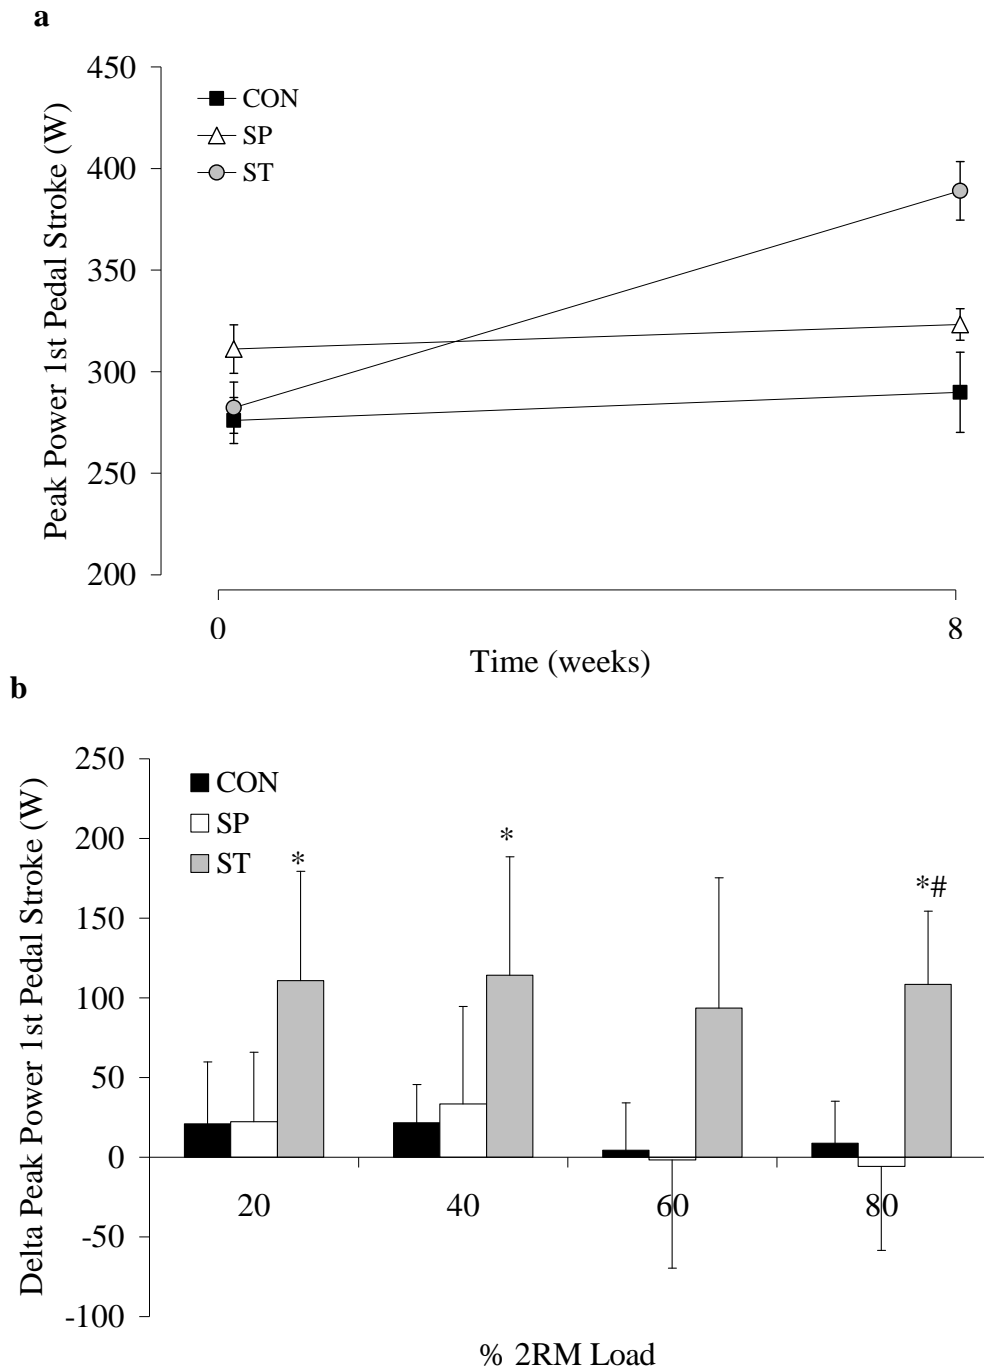 a
Peak Power 1st Pedal Stroke (W)
450
400
350
300
250
200
CON
SP
ST
0 8
Time (weeks)
b
Delta Peak Power 1st Pedal Stroke (W)
250
200
150
100
50
0
-50
-100
CON
SP
ST
* * *#
20 40 60 80
% 2RM Load